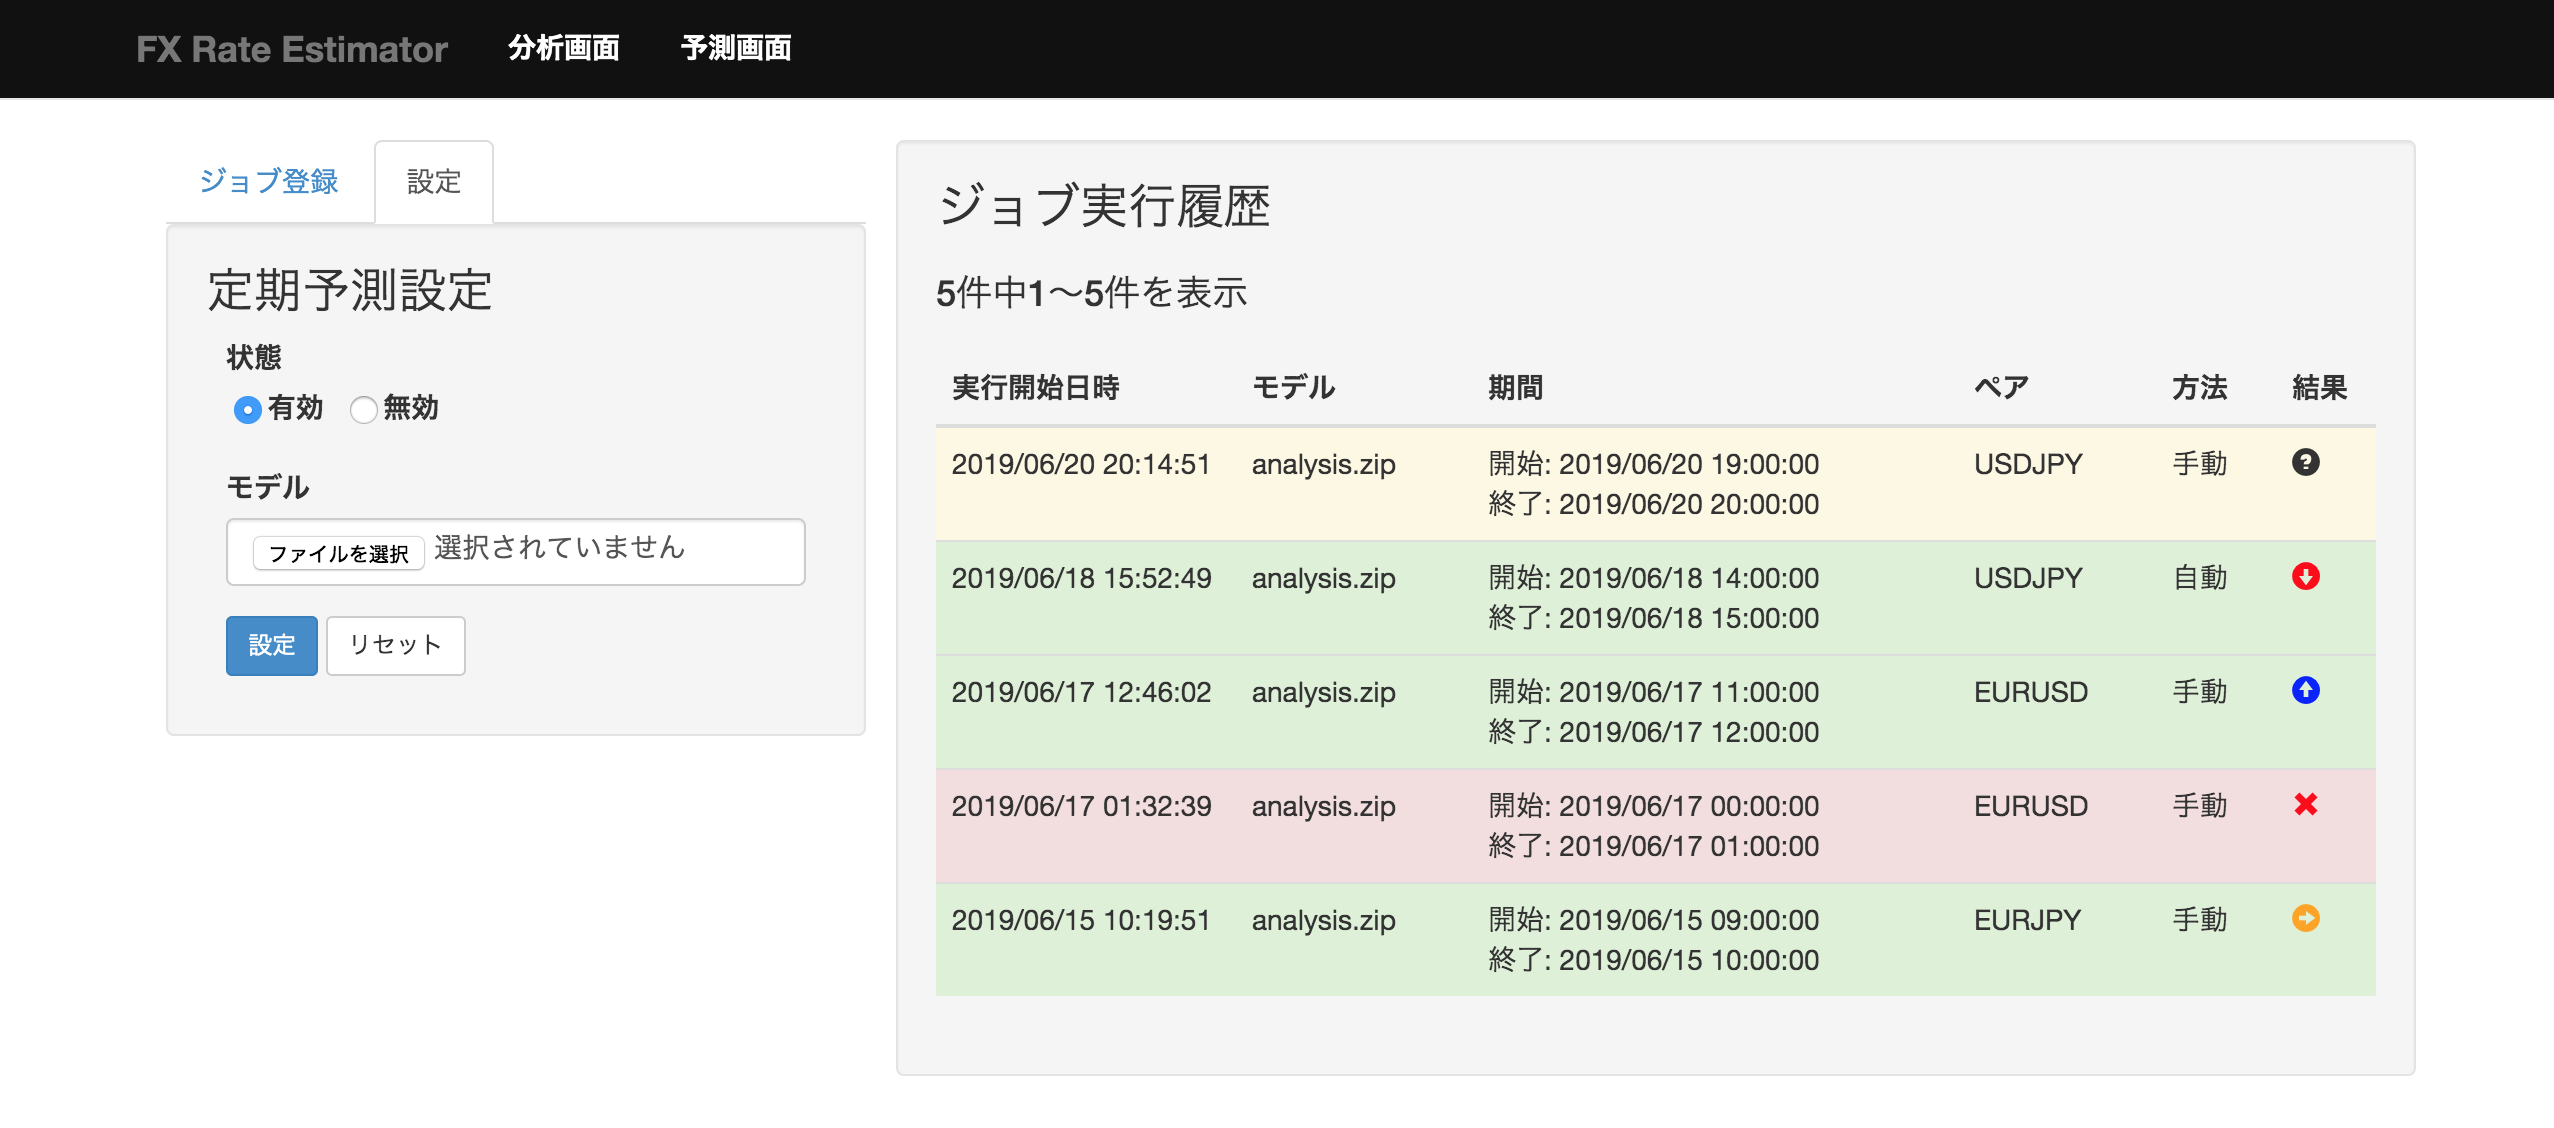 FX Rate Estimator 分析画面 予測画面
ジョブ登録 設定
定期予測設定
状態
有効 無効
モデル
ファイルを選択 選択されていません
設定 リセット
ジョブ実行履歴
5件中1〜5件を表示
実行開始日時 モデル 期間 ペア 方法 結果
2019/06/20 20:14:51 analysis.zip 開始: 2019/06/20 19:00:00 USDJPY 手動
終了: 2019/06/20 20:00:00
2019/06/18 15:52:49 analysis.zip 開始: 2019/06/18 14:00:00 USDJPY 自動
終了: 2019/06/18 15:00:00
2019/06/17 12:46:02 analysis.zip 開始: 2019/06/17 11:00:00 EURUSD 手動
終了: 2019/06/17 12:00:00
2019/06/17 01:32:39 analysis.zip 開始: 2019/06/17 00:00:00 EURUSD 手動
終了: 2019/06/17 01:00:00
2019/06/15 10:19:51 analysis.zip 開始: 2019/06/15 09:00:00 EURJPY 手動
終了: 2019/06/15 10:00:00